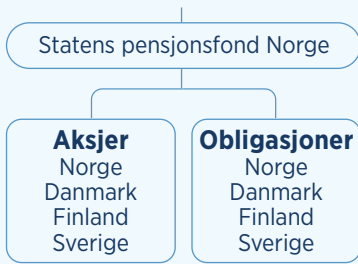 Statens pensjonsfond Norge
Aksjer
Norge
Danmark
Finland
Sverige
Obligasjoner
Norge
Danmark
Finland
Sverige